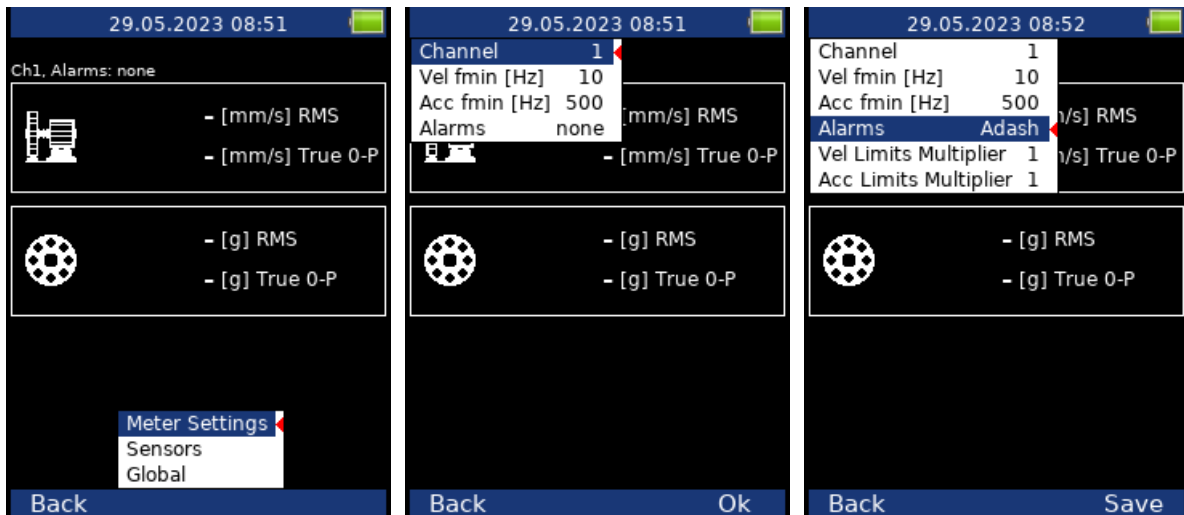 29.05.2023 08:51
Ch1, Alarms: none
- [mm/s] RMS
- [mm/s] True 0-P
- [g] RMS
- [g] True 0-P
Meter Settings
Sensors
Global
Back
29.05.2023 08:51
Channel 1
Vel fmin [Hz] 10
Acc fmin [Hz] 500
Alarms none
[mm/s] RMS
- [mm/s] True 0-P
- [g] RMS
- [g] True 0-P
Back Ok
29.05.2023 08:52
Channel 1
Vel fmin [Hz] 10
Acc fmin [Hz] 500
Alarms Adash
Vel Limits Multiplier 1
Acc Limits Multiplier 1
/s] RMS
/s] True 0-P
- [g] RMS
- [g] True 0-P
Back Save